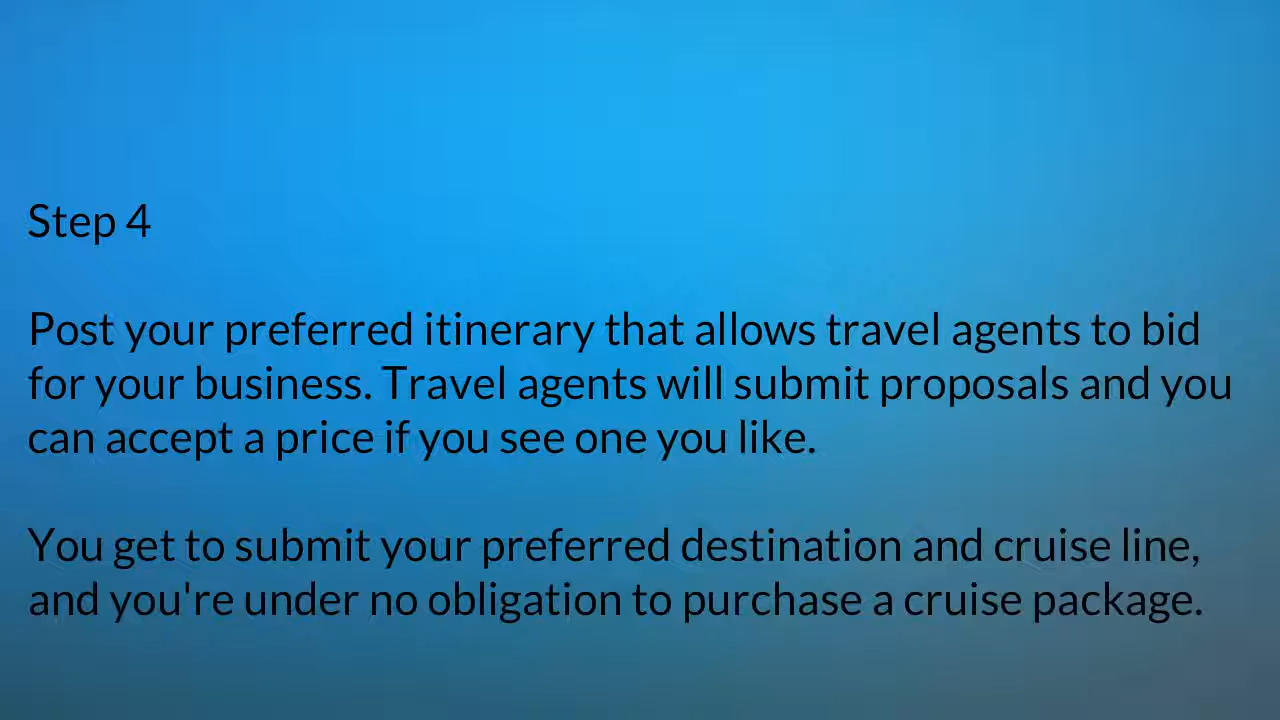 Step 4
Post your preferred itinerary that allows travel agents to bid
for your business. Travel agents will submit proposals and you
can accept a price if you see one you like.
You get to submit your preferred destination and cruise line,
and you're under no obligation to purchase a cruise package.